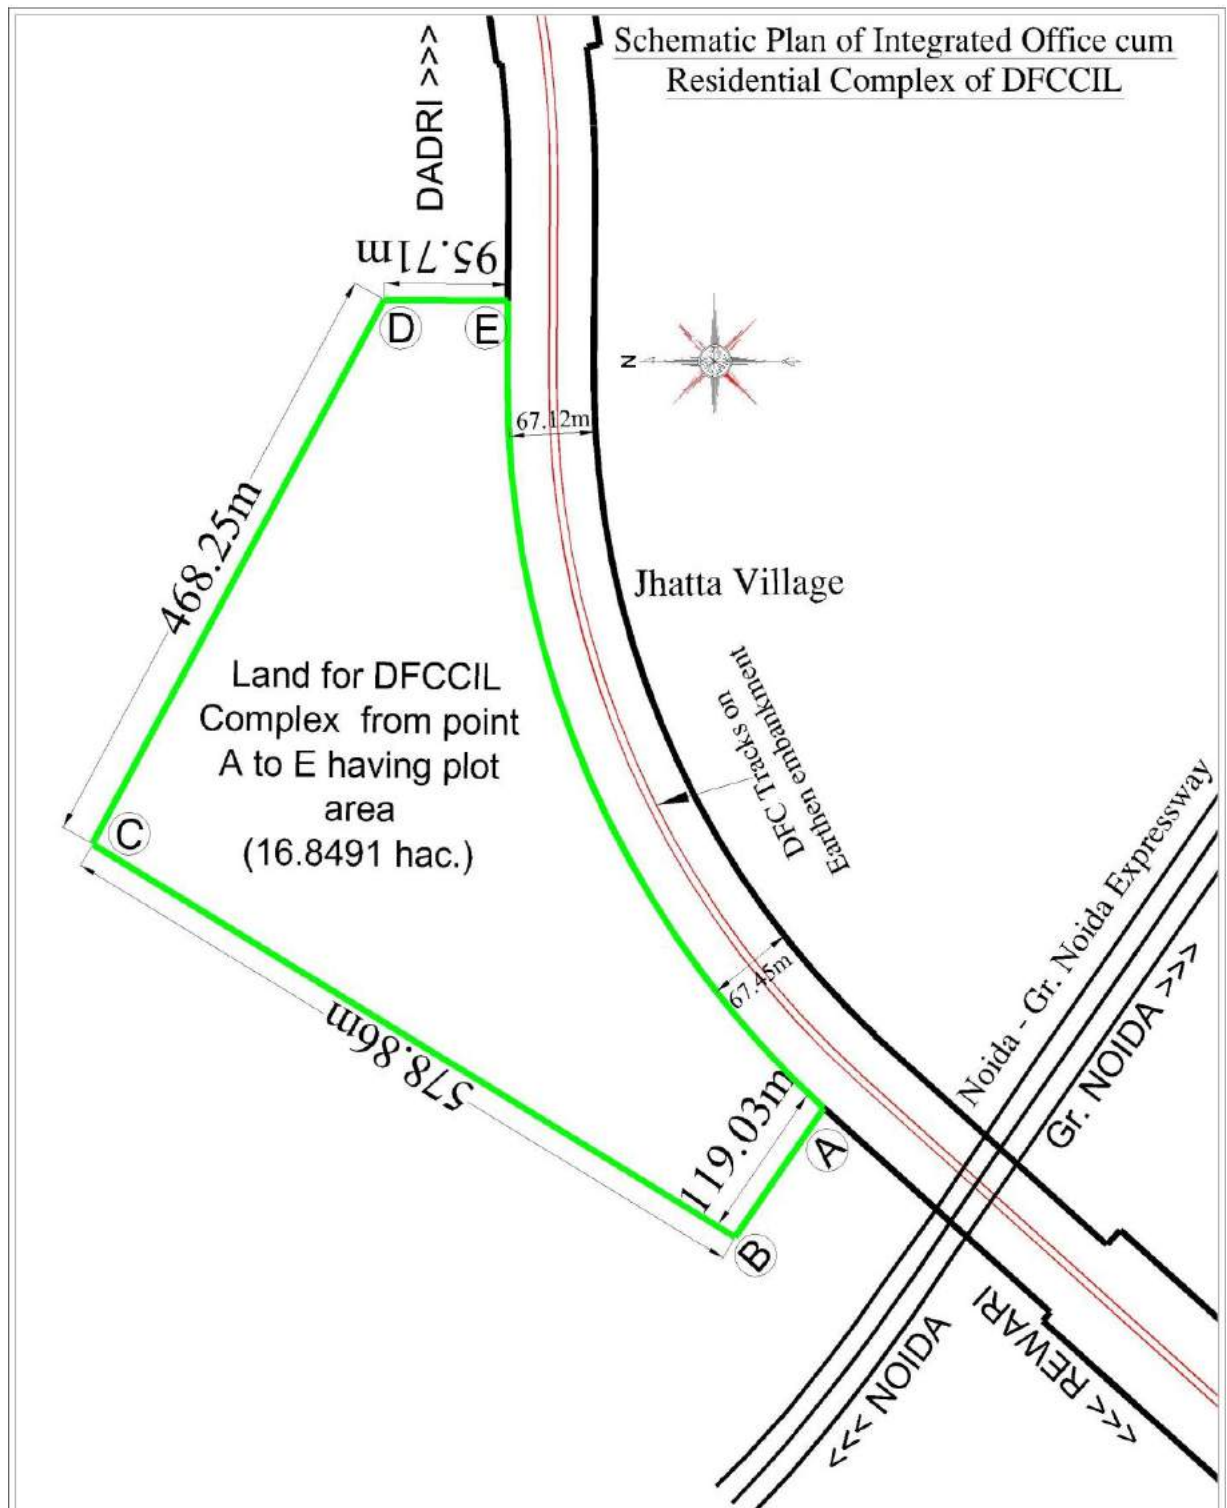 Schematic Plan of Integrated Office cum
Residential Complex of DFCCIL
DADRI >>>
95.71m
D
E
N
67.12m
468.25m
Jhatta Village
Land for DFCCIL
Complex from point
A to E having plot
area
(16.8491 hac.)
DFC Tracks on
Earthen embankment
C
67.45m
Noida - Gr. Noida Expressway
Gr. NOIDA >>>
578.86m
119.03m
A
B
<<< NOIDA
<<< REWARI